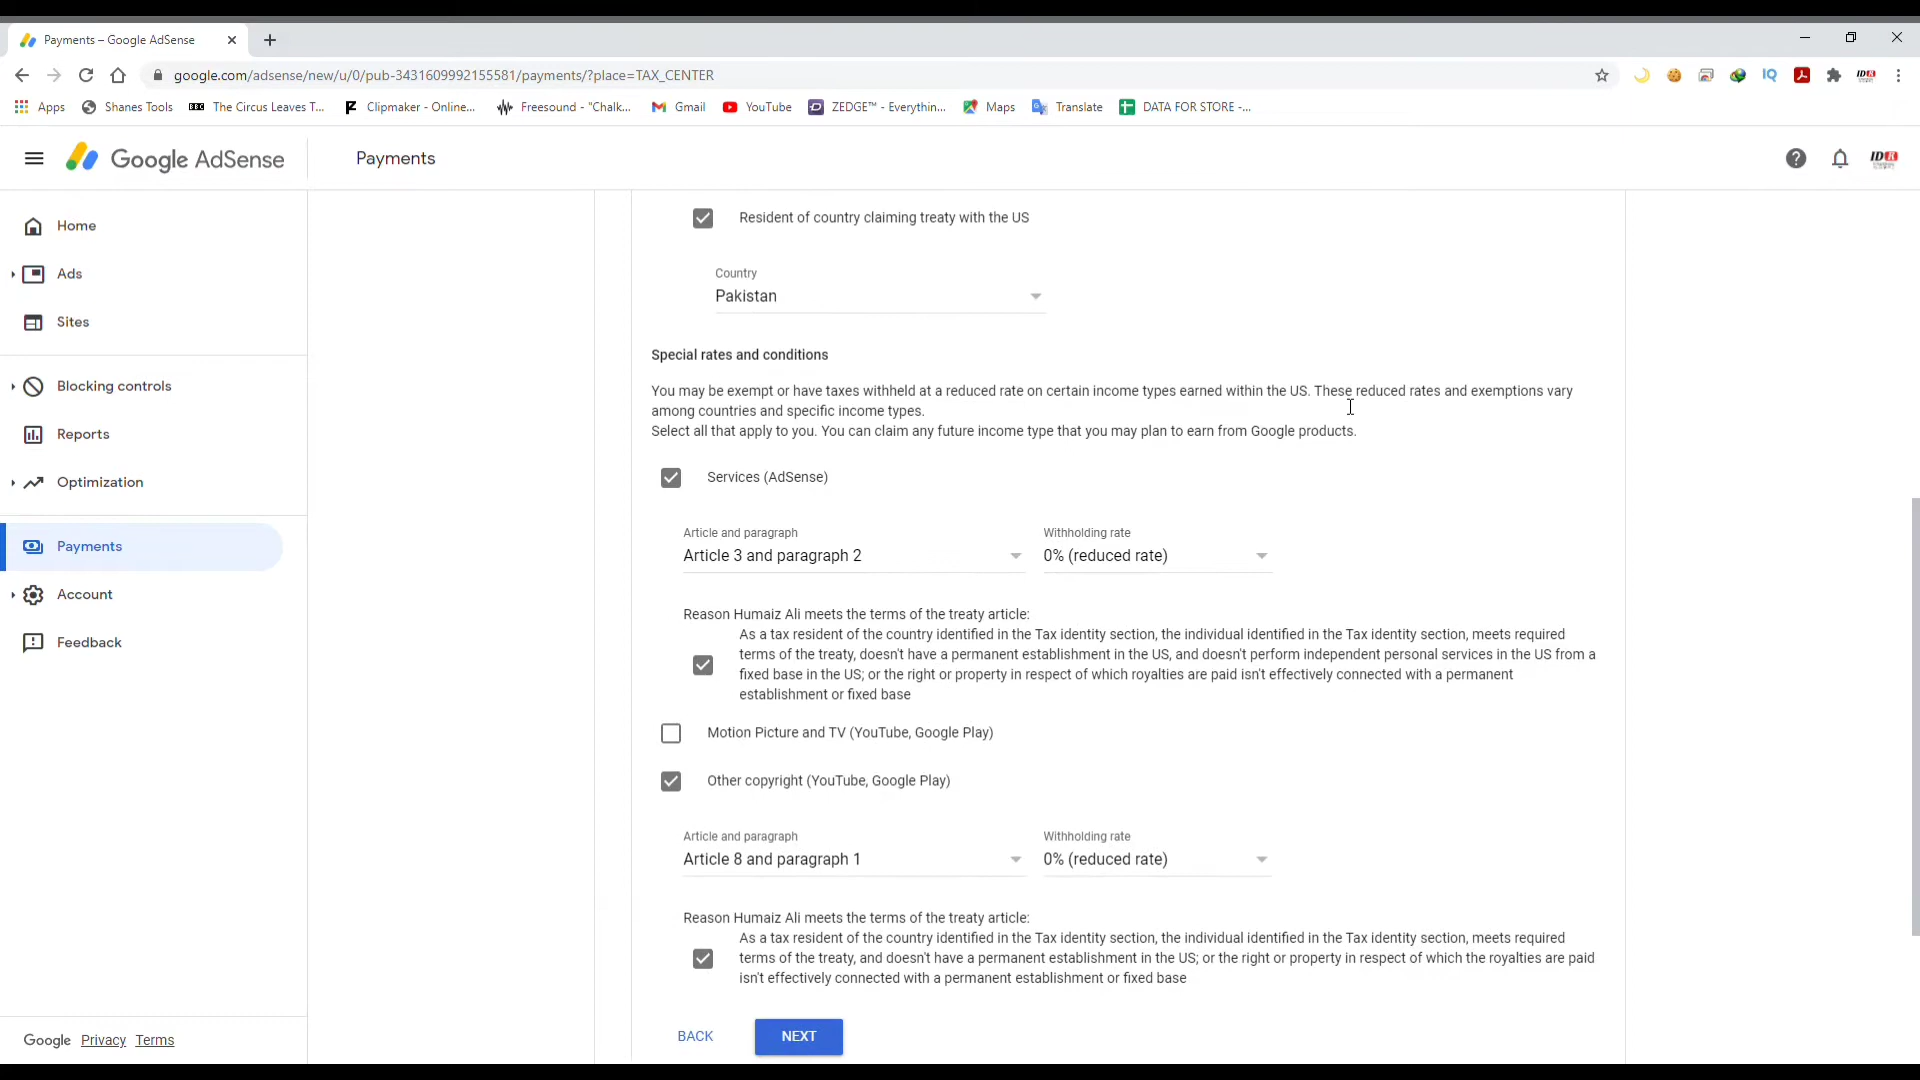 Payments – Google AdSense
google.com/adsense/new/u/0/pub-3431609992155581/payments/?place=TAX_CENTER
Apps
Shanes Tools
The Circus Leaves T...
Clipmaker - Online...
Freesound - "Chalk...
Gmail
YouTube
ZEDGE™ - Everythin...
Maps
Translate
DATA FOR STORE -...
Google AdSense
Payments
Home
Ads
Sites
Blocking controls
Reports
Optimization
Payments
Account
Feedback
Google Privacy Terms
Resident of country claiming treaty with the US
Country
Pakistan
Special rates and conditions
You may be exempt or have taxes withheld at a reduced rate on certain income types earned within the US. These reduced rates and exemptions vary
among countries and specific income types.
Select all that apply to you. You can claim any future income type that you may plan to earn from Google products.
Services (AdSense)
Article and paragraph Withholding rate
Article 3 and paragraph 2 0% (reduced rate)
Reason Humaiz Ali meets the terms of the treaty article:
As a tax resident of the country identified in the Tax identity section, the individual identified in the Tax identity section, meets required
terms of the treaty, doesn't have a permanent establishment in the US, and doesn't perform independent personal services in the US from a
fixed base in the US; or the right or property in respect of which royalties are paid isn't effectively connected with a permanent
establishment or fixed base
Motion Picture and TV (YouTube, Google Play)
Other copyright (YouTube, Google Play)
Article and paragraph Withholding rate
Article 8 and paragraph 1 0% (reduced rate)
Reason Humaiz Ali meets the terms of the treaty article:
As a tax resident of the country identified in the Tax identity section, the individual identified in the Tax identity section, meets required
terms of the treaty, and doesn't have a permanent establishment in the US; or the right or property in respect of which the royalties are paid
isn't effectively connected with a permanent establishment or fixed base
BACK NEXT